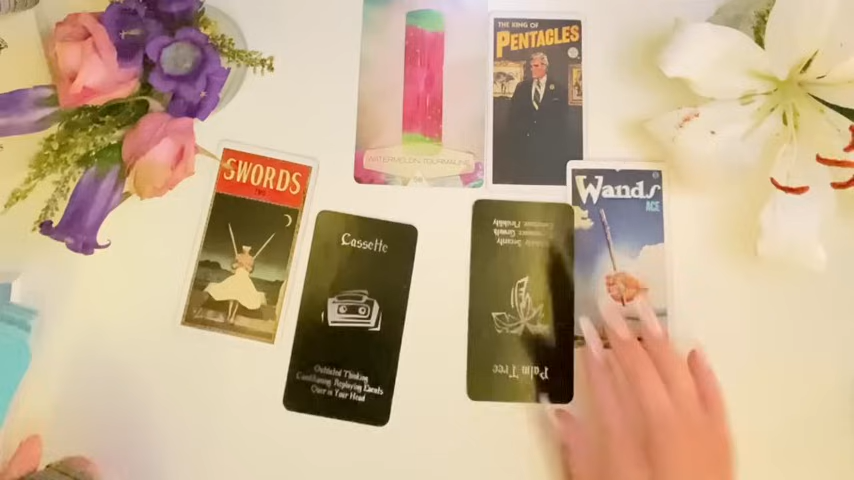 THE KING OF
PENTACLES
WATERMELON TOURMALINE
SWORDS
TWO
Wands
ACE
Cassette
Outdated Thinking
Conditioning, Replaying Events
Over in Your Head
Palm Tree